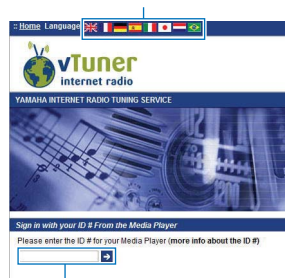 :: Home Language
vTuner
internet radio
YAMAHA INTERNET RADIO TUNING SERVICE
Sign in with your ID # From the Media Player
Please enter the ID # for your Media Player (more info about the ID #)